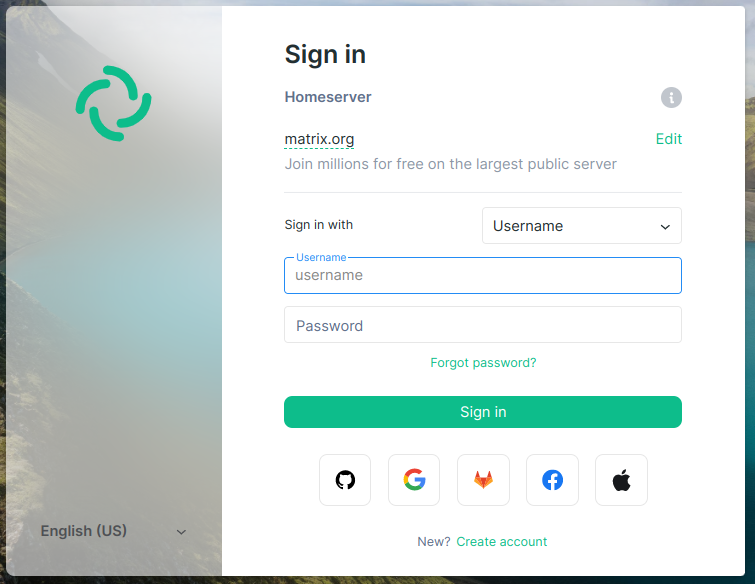 Sign in
Homeserver
matrix.org
Edit
Join millions for free on the largest public server
Sign in with
Username
Username
username
Password
Forgot password?
Sign in
English (US)
New? Create account